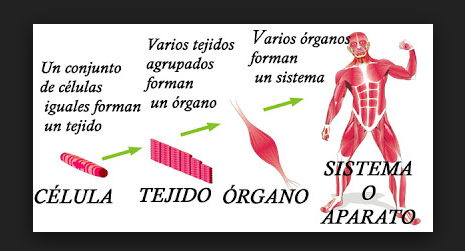 Un conjunto
de células
iguales forman
un tejido
CÉLULA
Varios tejidos
agrupados
forman
un órgano
TEJIDO
Varios órganos
forman
un sistema
ÓRGANO
SISTEMA
O
APARATO